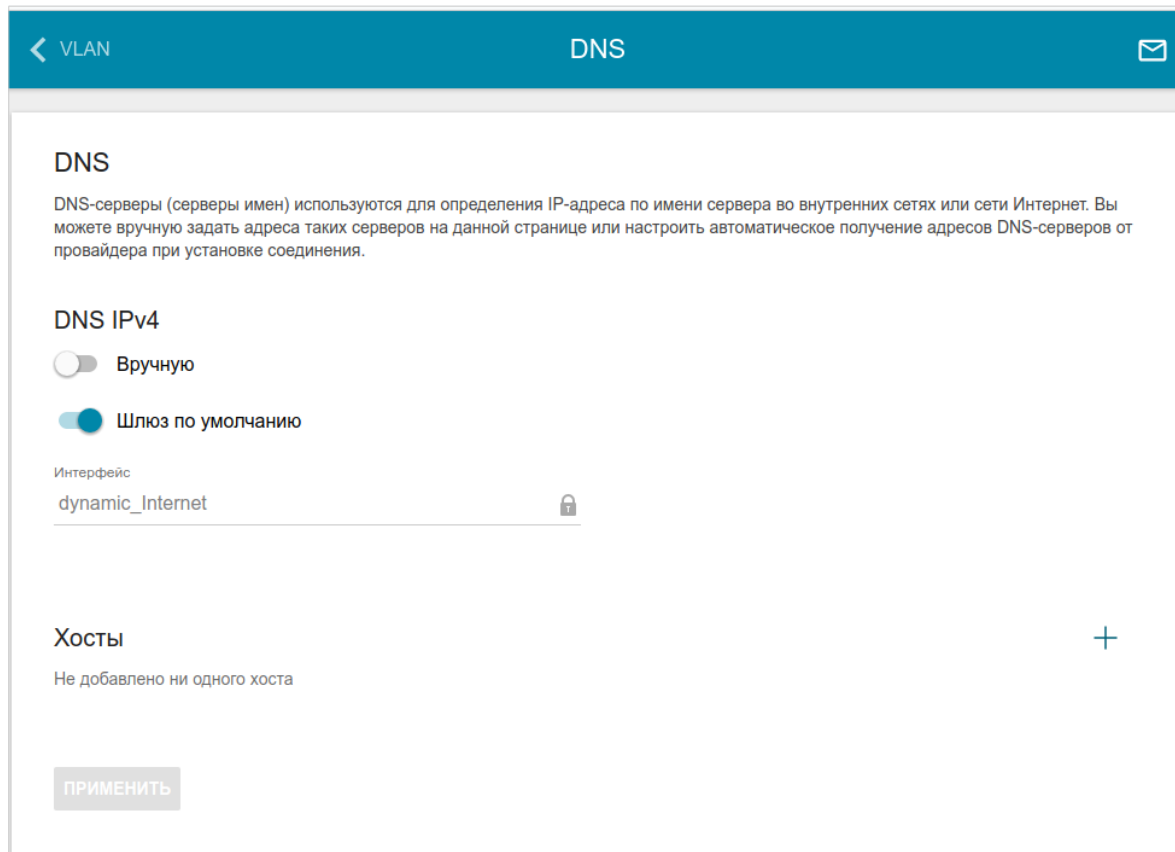 VLAN
DNS
DNS
DNS-серверы (серверы имен) используются для определения IP-адреса по имени сервера во внутренних сетях или сети Интернет. Вы
можете вручную задать адреса таких серверов на данной странице или настроить автоматическое получение адресов DNS-серверов от
провайдера при установке соединения.
DNS IPv4
Вручную
Шлюз по умолчанию
Интерфейс
dynamic_Internet
Хосты
Не добавлено ни одного хоста
ПРИМЕНИТЬ